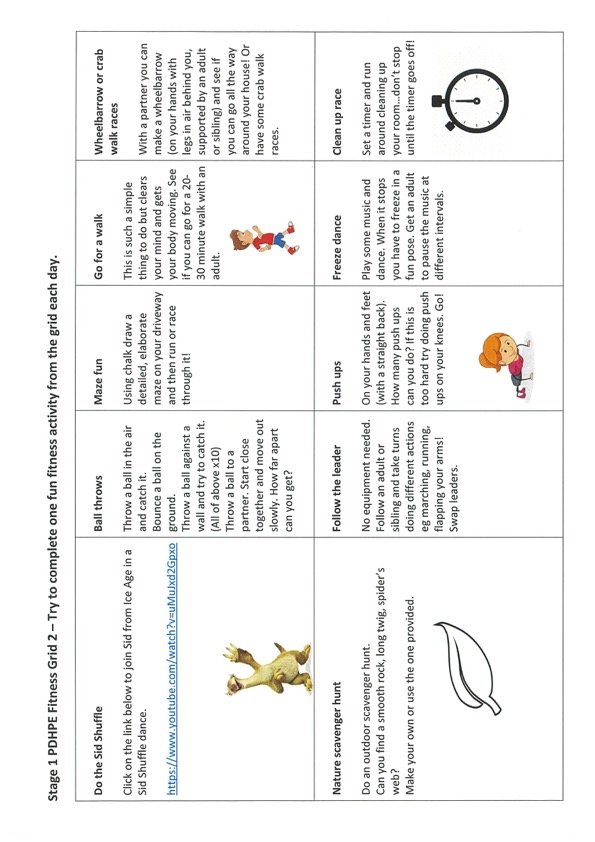 Stage 1 PDHPE Fitness Grid 2 – Try to complete one fun fitness activity from the grid each day.
Do the Sid Shuffle
Click on the link below to join Sid from Ice Age in a
Sid Shuffle dance.
https://www.youtube.com/watch?v=uMuJxd2Gpxo
Ball throws
Throw a ball in the air
and catch it.
Bounce a ball on the
ground.
Throw a ball against a
wall and try to catch it.
(All of above x10)
Throw a ball to a
partner. Start close
together and move out
slowly. How far apart
can you get?
Maze fun
Using chalk draw a
detailed, elaborate
maze on your driveway
and then run or race
through it!
Go for a walk
This is such a simple
thing to do but clears
your mind and gets
your body moving. See
if you can go for a 20-
30 minute walk with an
adult.
Wheelbarrow or crab
walk races
With a partner you can
make a wheelbarrow
(on your hands with
legs in air behind you,
supported by an adult
or sibling) and see if
you can go all the way
around your house! Or
have some crab walk
races.
Nature scavenger hunt
Do an outdoor scavenger hunt.
Can you find a smooth rock, long twig, spider’s
web?
Make your own or use the one provided.
Follow the leader
No equipment needed.
Follow an adult or
sibling and take turns
doing different actions
eg marching, running,
flapping your arms!
Swap leaders.
Push ups
On your hands and feet
(with a straight back).
How many push ups
can you do? If this is
too hard try doing push
ups on your knees. Go!
Freeze dance
Play some music and
dance. When it stops
you have to freeze in a
fun pose. Get an adult
to pause the music at
different intervals.
Clean up race
Set a timer and run
around cleaning up
your room...don’t stop
until the timer goes off!